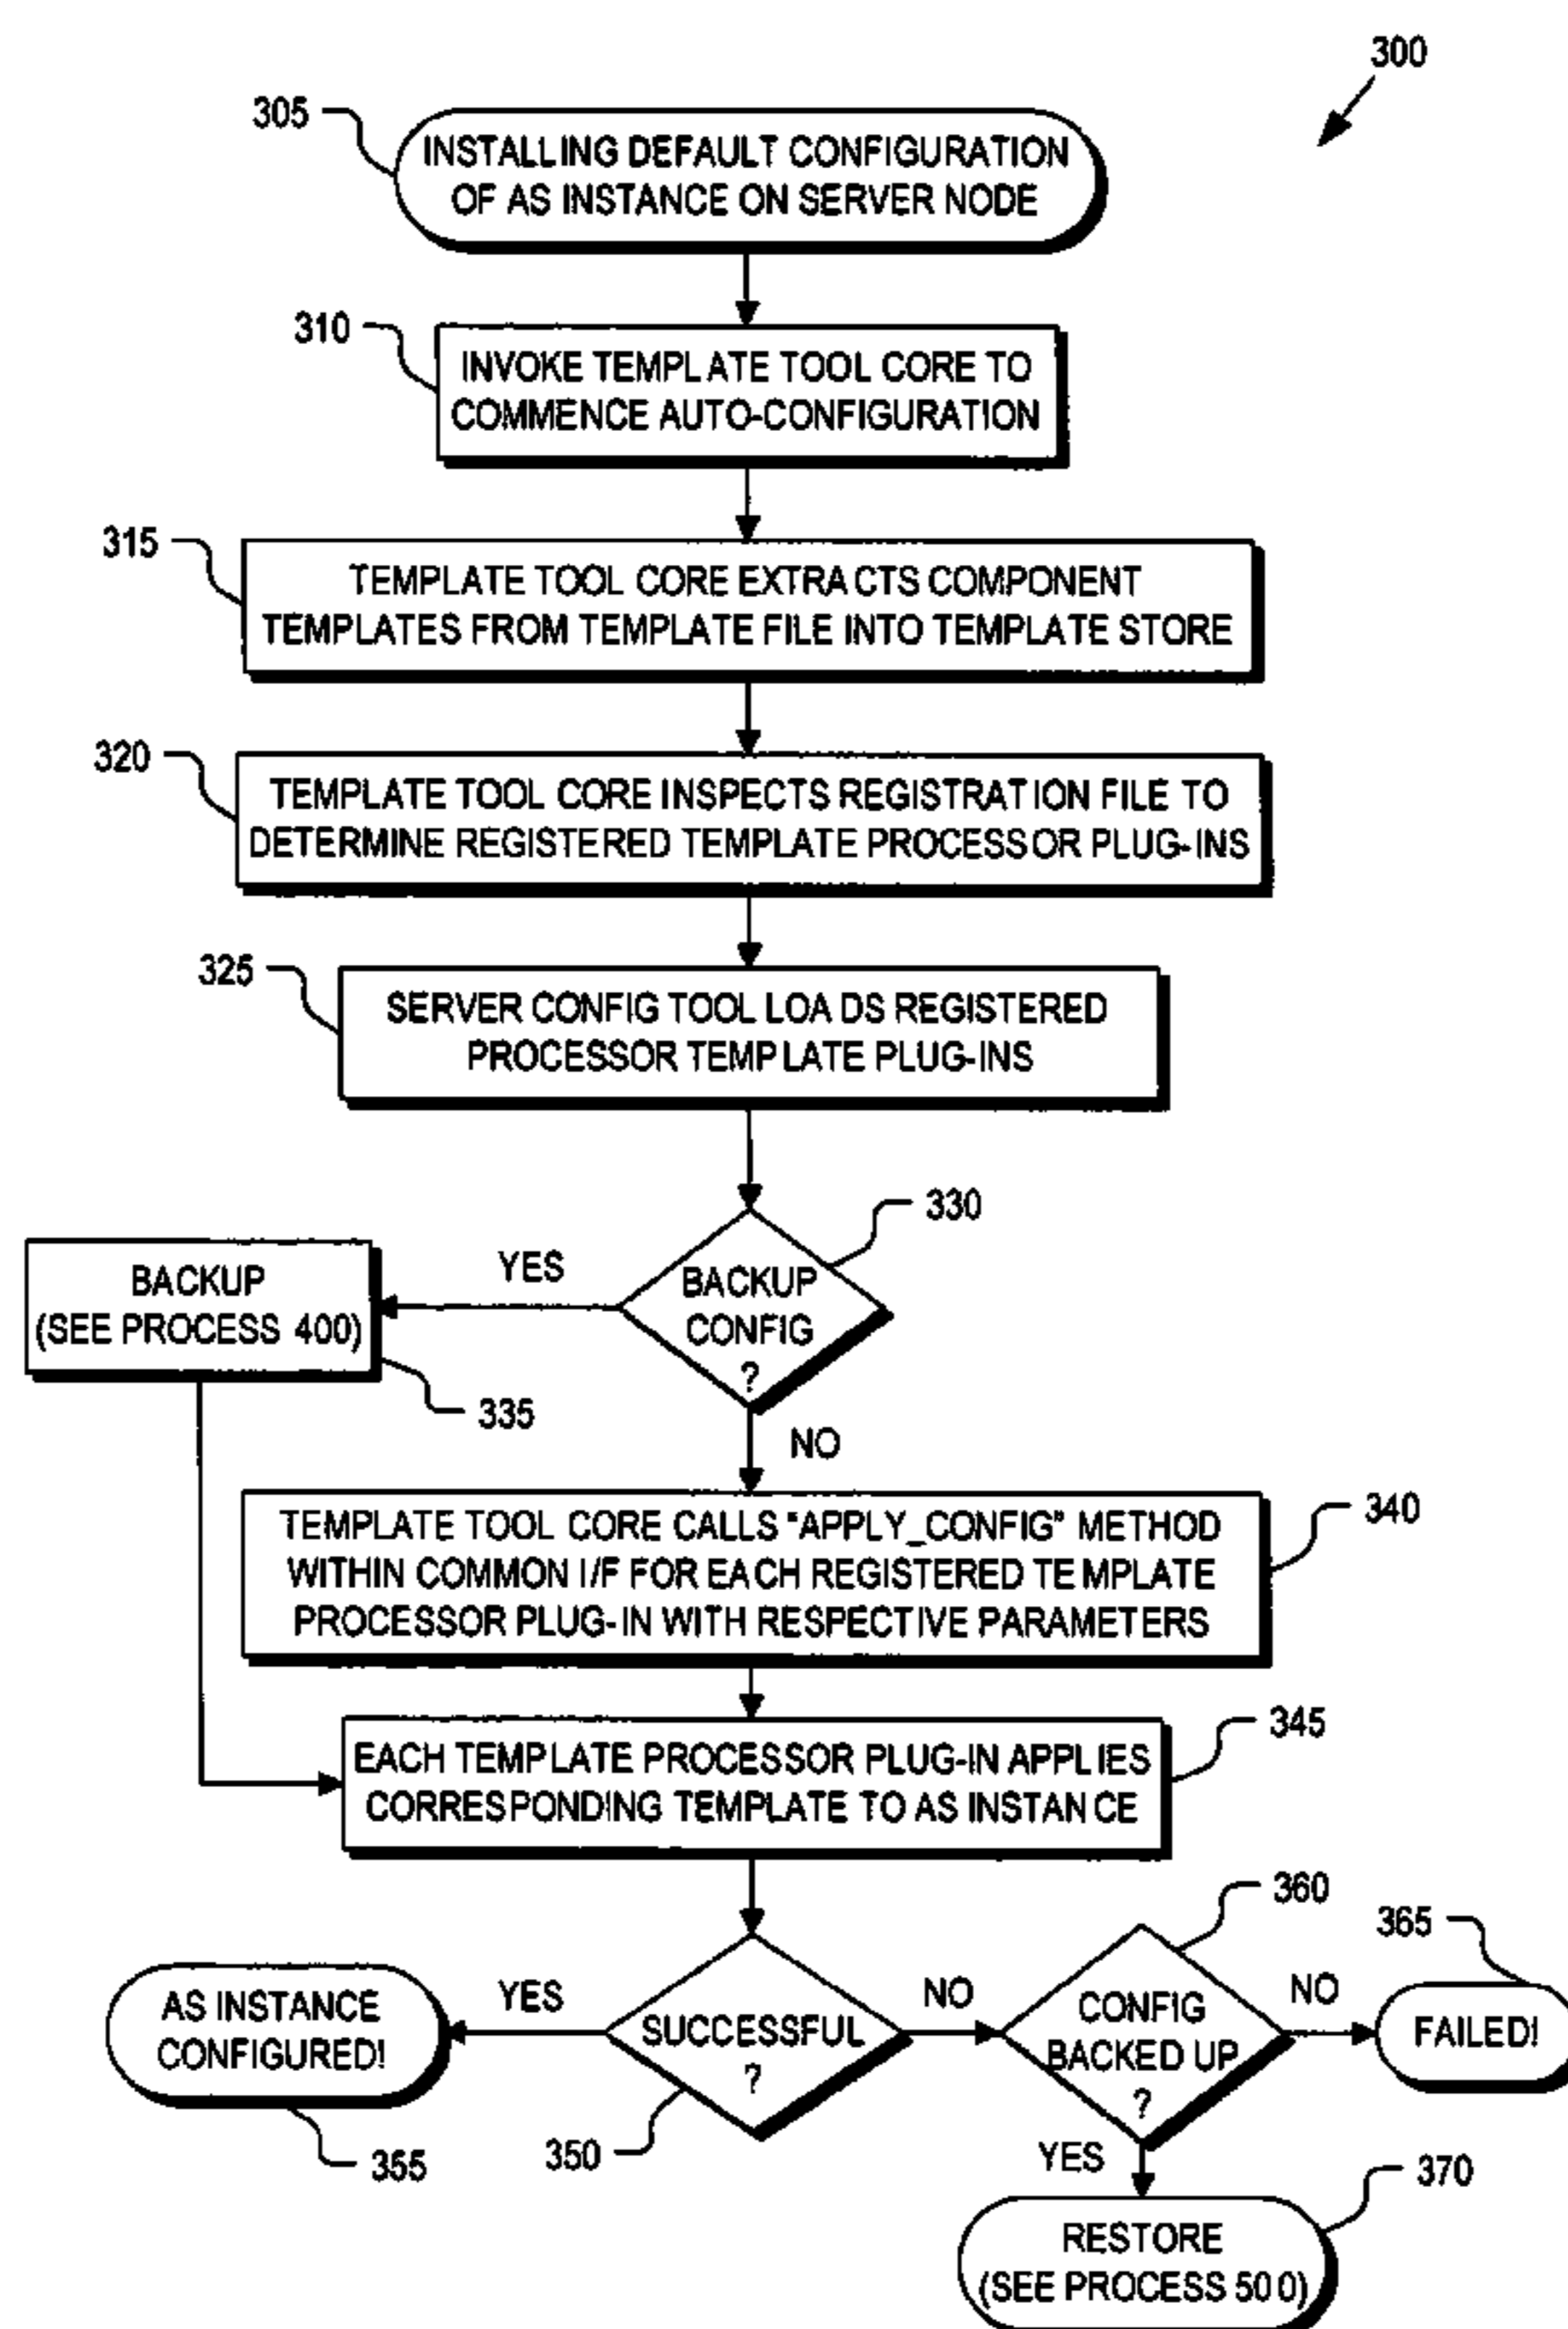 300
305
INSTALLING DEFAULT CONFIGURATION
OF AS INSTANCE ON SERVER NODE
310
INVOKE TEMPLATE TOOL CORE TO
COMMENCE AUTO-CONFIGURATION
315
TEMPLATE TOOL CORE EXTRACTS COMPONENT
TEMPLATES FROM TEMPLATE FILE INTO TEMPLATE STORE
320
TEMPLATE TOOL CORE INSPECTS REGISTRATION FILE TO
DETERMINE REGISTERED TEMPLATE PROCESSOR PLUG-INS
325
SERVER CONFIG TOOL LOADS REGISTERED
PROCESSOR TEMPLATE PLUG-INS
330
BACKUP
CONFIG
?
YES
BACKUP
(SEE PROCESS 400)
335
NO
340
TEMPLATE TOOL CORE CALLS "APPLY_CONFIG" METHOD
WITHIN COMMON I/F FOR EACH REGISTERED TEMPLATE
PROCESSOR PLUG-IN WITH RESPECTIVE PARAMETERS
345
EACH TEMPLATE PROCESSOR PLUG-IN APPLIES
CORRESPONDING TEMPLATE TO AS INSTANCE
350
SUCCESSFUL
?
YES
AS INSTANCE
CONFIGURED!
355
NO
360
CONFIG
BACKED UP
?
NO
365
FAILED!
YES
370
RESTORE
(SEE PROCESS 500)